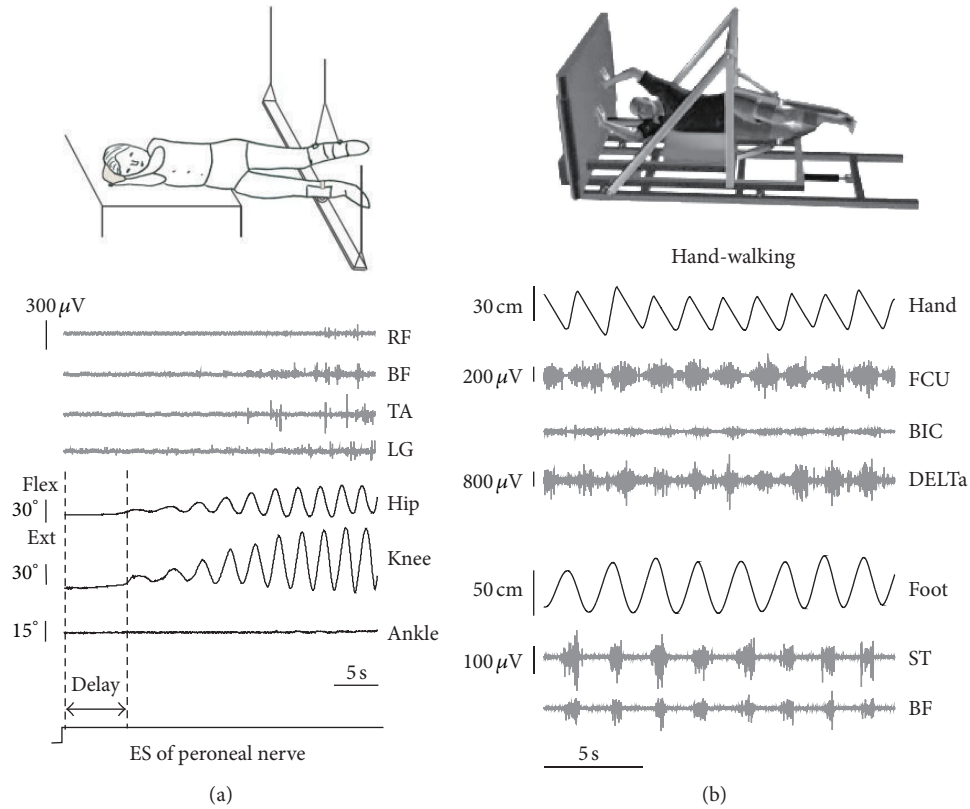 300 μV
RF
BF
TA
LG
Flex
30°
Ext
Hip
30°
Knee
15°
Ankle
5 s
Delay
ES of peroneal nerve
(a)
Hand-walking
30 cm
Hand
200 μV
FCU
BIC
800 μV
DELTa
50 cm
Foot
100 μV
ST
BF
5 s
(b)